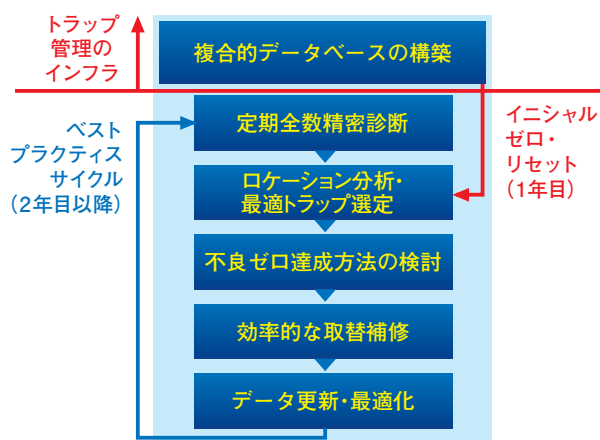 トラップ
管理の
インフラ
複合的データベースの構築
定期全数精密診断
ベスト
プラクティス
サイクル
（2年目以降）
イニシャル
ゼロ・
リセット
（1年目）
ロケーション分析・
最適トラップ選定
不良ゼロ達成方法の検討
効率的な取替補修
データ更新・最適化